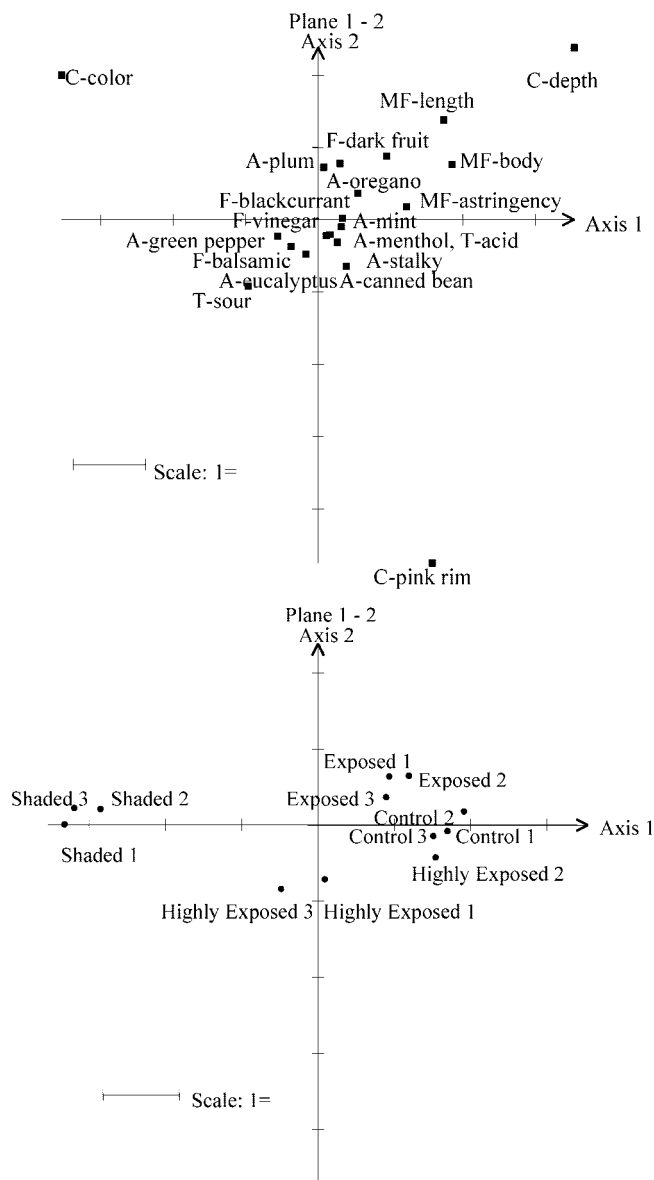 Plane 1 - 2
Axis 2
C-color
C-depth
MF-length
F-dark fruit
A-plum
MF-body
A-oregano
F-blackcurrant
MF-astringency
F-vinegar
A-mint
Axis 1
A-green pepper
A-menthol, T-acid
F-balsamic
A-stalky
A-eucalyptus
A-canned bean
T-sour
Scale: 1=
C-pink rim
Plane 1 - 2
Axis 2
Exposed 1
Exposed 2
Shaded 3
Shaded 2
Exposed 3
Control 2
Axis 1
Control 3
Control 1
Shaded 1
Highly Exposed 2
Highly Exposed 3
Highly Exposed 1
Scale: 1=